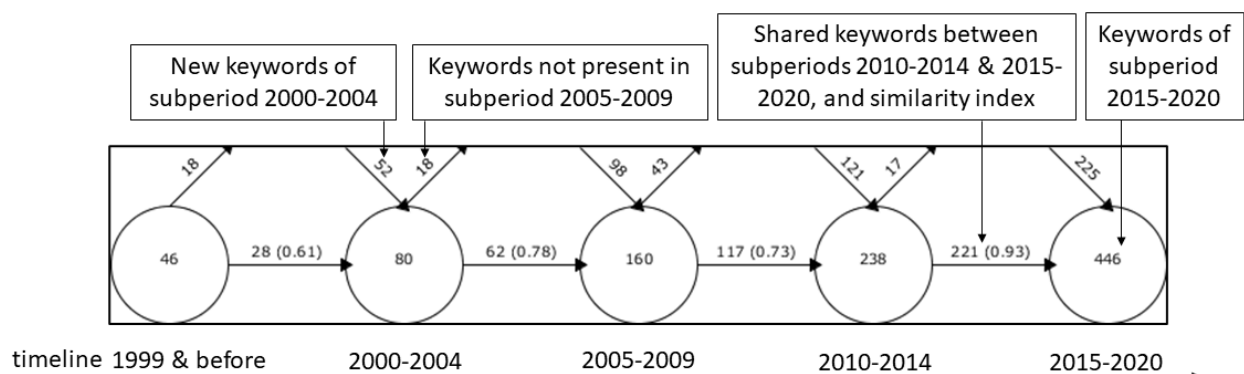 New keywords of
subperiod 2000-2004
Keywords not present in
subperiod 2005-2009
Shared keywords between
subperiods 2010-2014 & 2015-
2020, and similarity index
Keywords of
subperiod
2015-2020
18
52
18
98
43
121
17
225
46
28 (0.61)
80
62 (0.78)
160
117 (0.73)
238
221 (0.93)
446
timeline 1999 & before
2000-2004
2005-2009
2010-2014
2015-2020